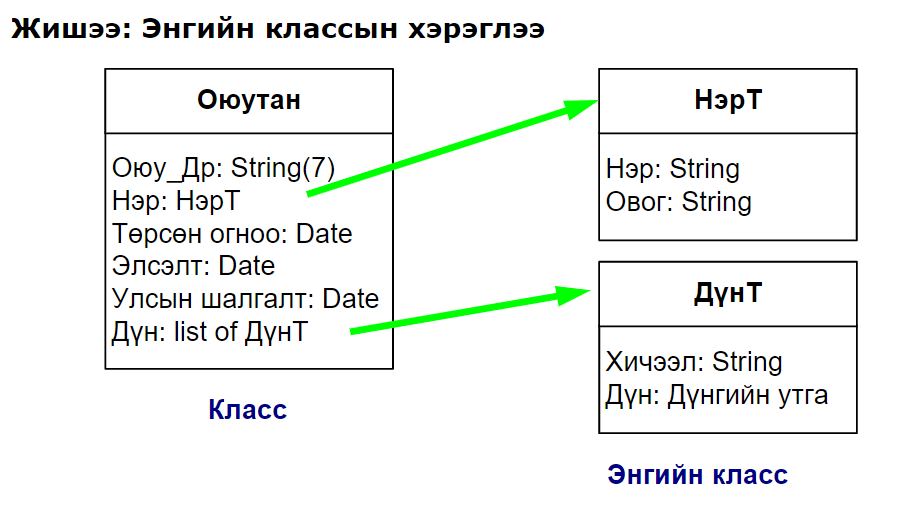 Жишээ: Энгийн классын хэрэглээ
Оюутан
Оюу_Др: String(7)
Нэр: НэрТ
Төрсөн огноо: Date
Элсэлт: Date
Улсын шалгалт: Date
Дүн: list of ДүнТ
Класс
НэрТ
Нэр: String
Овог: String
ДүнТ
Хичээл: String
Дүн: Дүнгийн утга
Энгийн класс